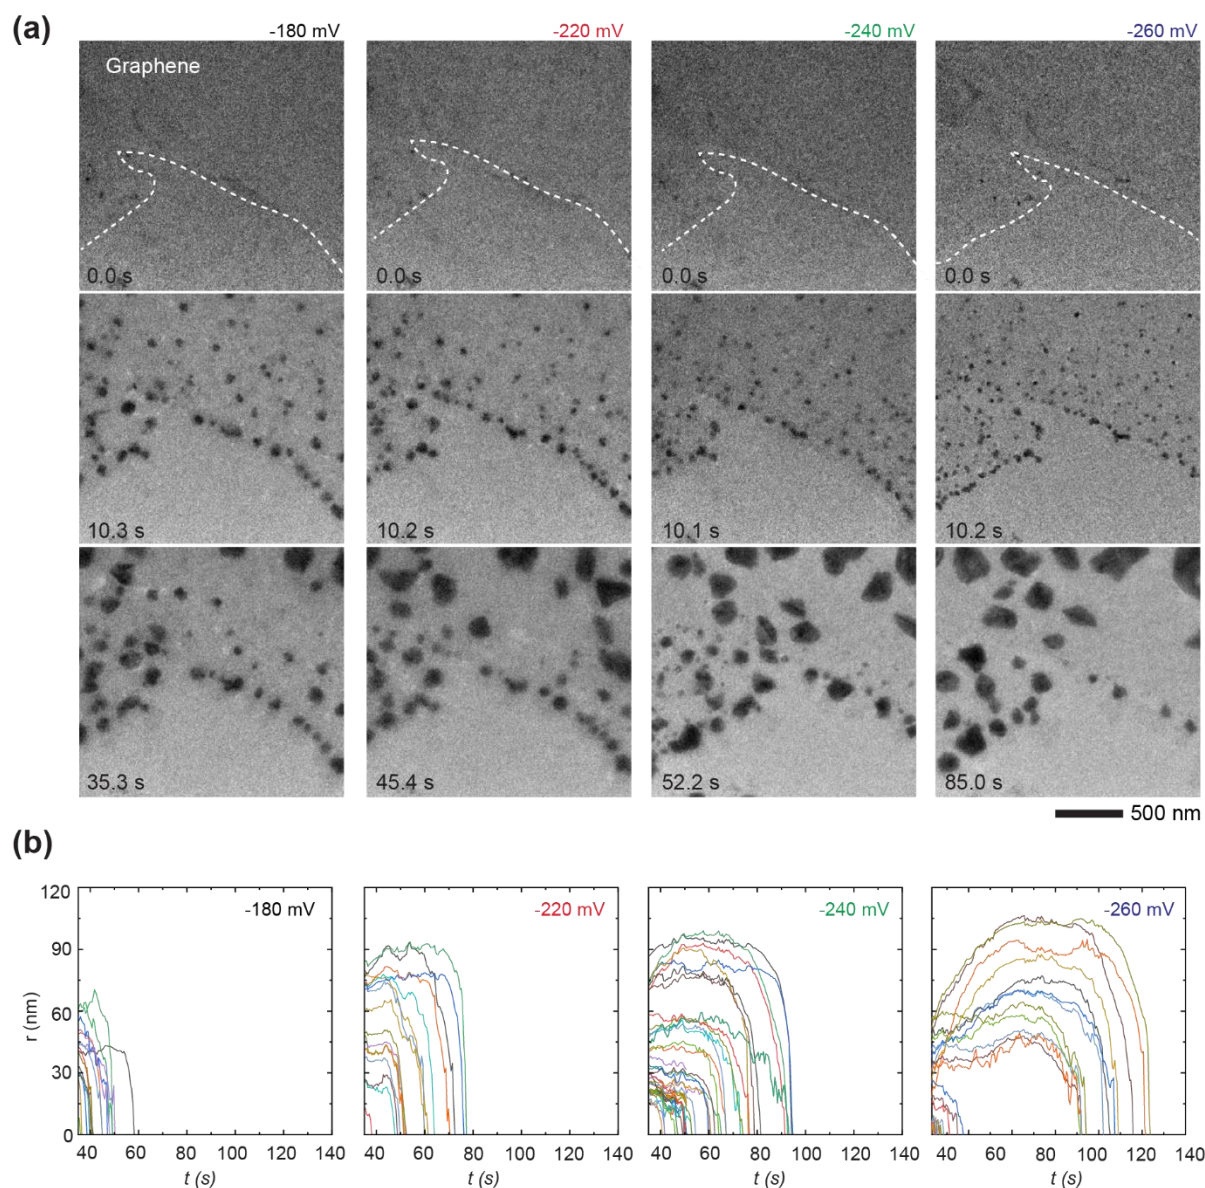 (a)
-180 mV -220 mV -240 mV -260 mV
Graphene
0.0 s 0.0 s 0.0 s 0.0 s
10.3 s 10.2 s 10.1 s 10.2 s
35.3 s 45.4 s 52.2 s 85.0 s
500 nm
(b)
120
90
60
30
0
r (nm)
-180 mV -220 mV -240 mV -260 mV
40 60 80 100 120 140 40 60 80 100 120 140 40 60 80 100 120 140 40 60 80 100 120 140
t (s) t (s) t (s) t (s)